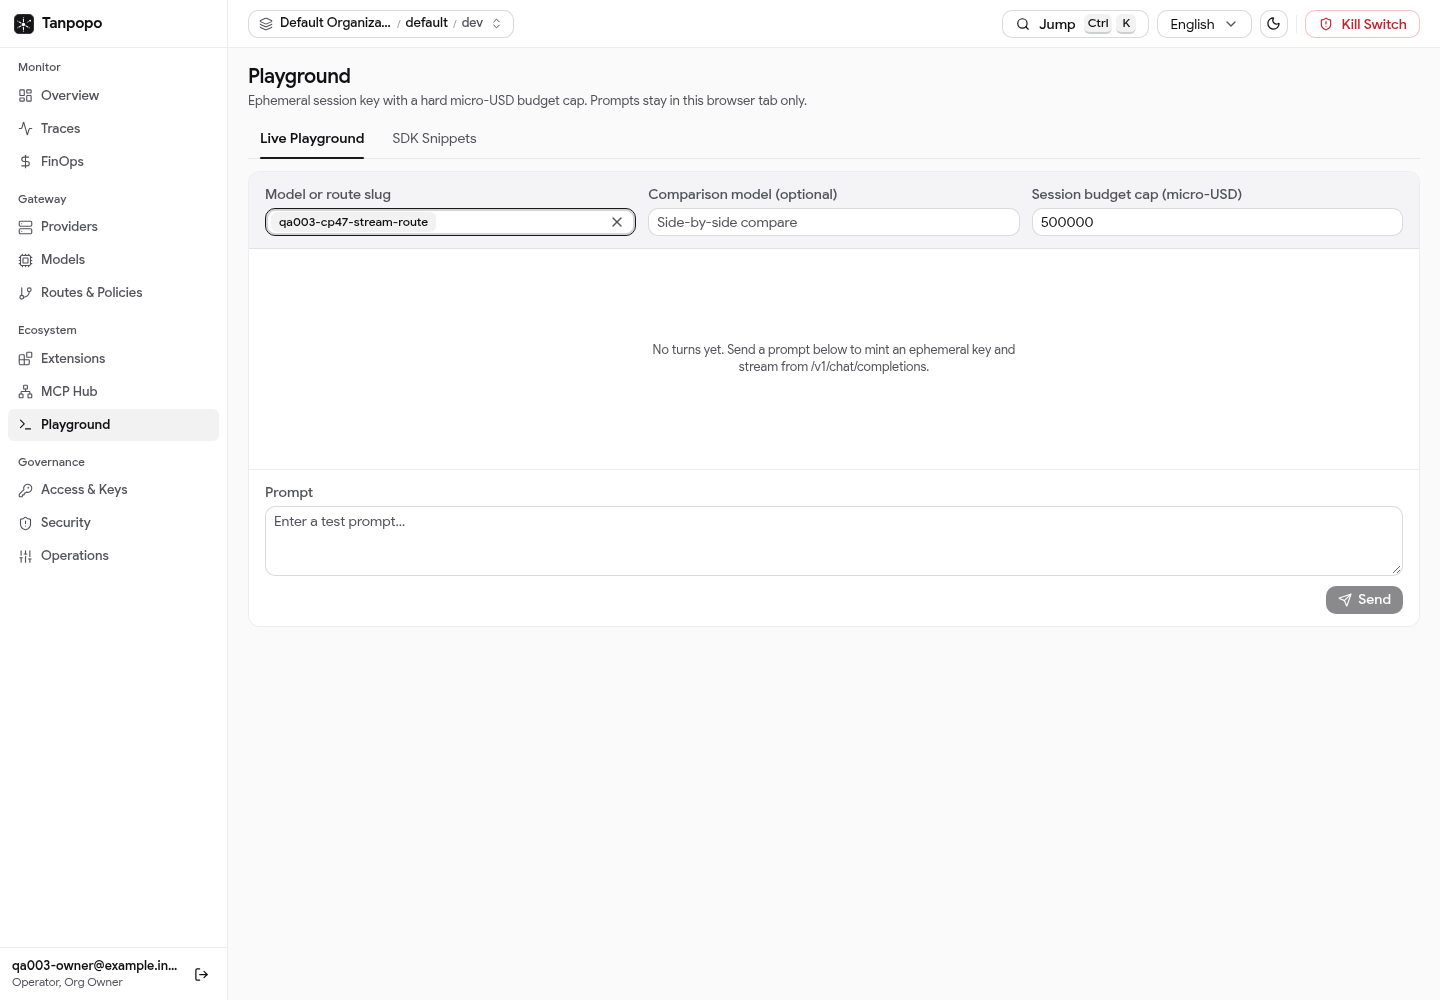 Tanpopo
Default Organiza... / default / dev
Jump Ctrl K
English
Kill Switch
Monitor
Overview
Traces
FinOps
Gateway
Providers
Models
Routes & Policies
Ecosystem
Extensions
MCP Hub
Playground
Governance
Access & Keys
Security
Operations
qa003-owner@example.in...
Operator, Org Owner
Playground
Ephemeral session key with a hard micro-USD budget cap. Prompts stay in this browser tab only.
Live Playground
SDK Snippets
Model or route slug
qa003-cp47-stream-route
Comparison model (optional)
Side-by-side compare
Session budget cap (micro-USD)
500000
No turns yet. Send a prompt below to mint an ephemeral key and
stream from /v1/chat/completions.
Prompt
Enter a test prompt...
Send